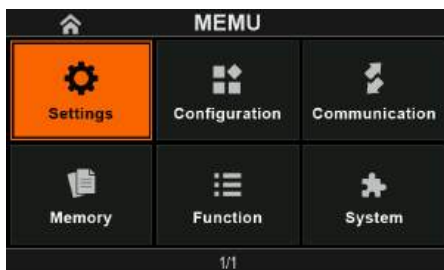 MEMU
Settings
Configuration
Communication
Memory
Function
System
1/1